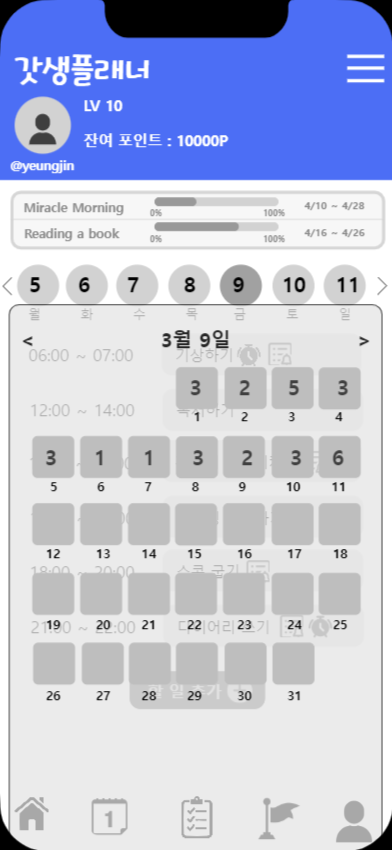 갓생플래너
LV 10
잔여 포인트 : 10000P
@yeungjin
Miracle Morning 0% 100% 4/10 ~ 4/28
Reading a book 0% 100% 4/16 ~ 4/26
5 6 7 8 9 10 11
월 화 수 목 금 토 일
< 3월 9일 >
06:00 ~ 07:00 기상하기
3 2 5 3
1 2 3 4
12:00 ~ 14:00 독서하기
3 1 1 3 2 3 6
5 6 7 8 9 10 11
12 13 14 15 16 17 18
18:00 ~ 20:00 스콘 굽기
19 20 21 22 23 24 25
21:00 ~ 22:00 다이어리 쓰기
26 27 28 29 30 31
할 일 추가
1